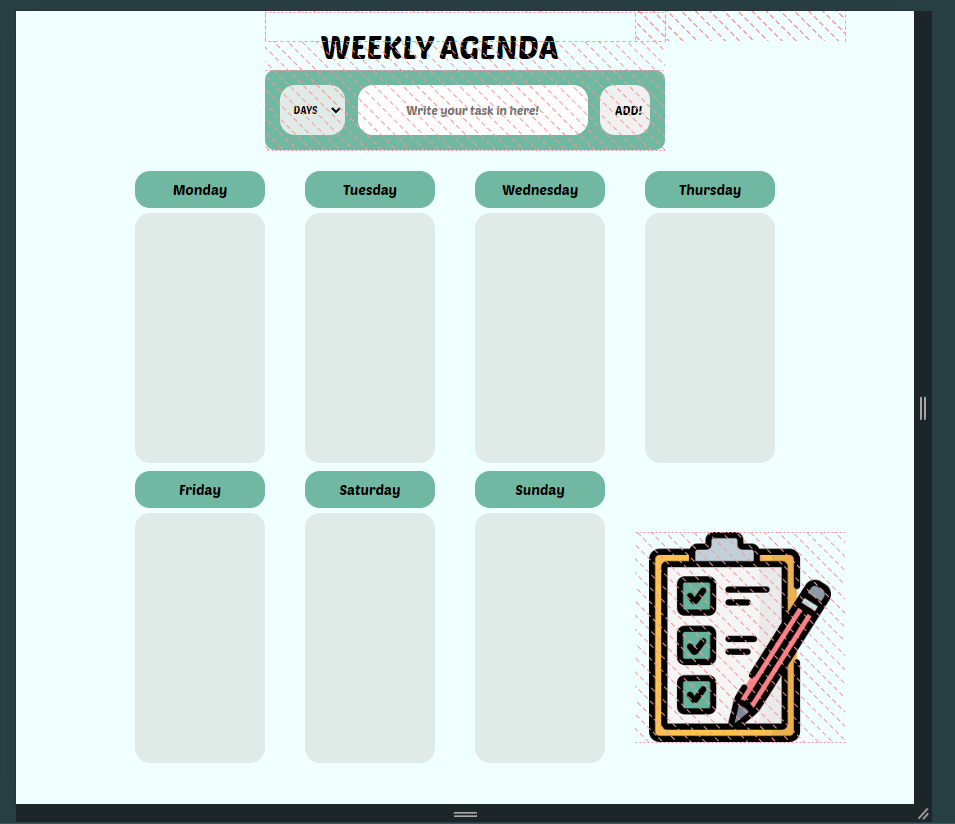 WEEKLY AGENDA
DAYS
Write your task in here!
ADD!
Monday
Tuesday
Wednesday
Thursday
Friday
Saturday
Sunday